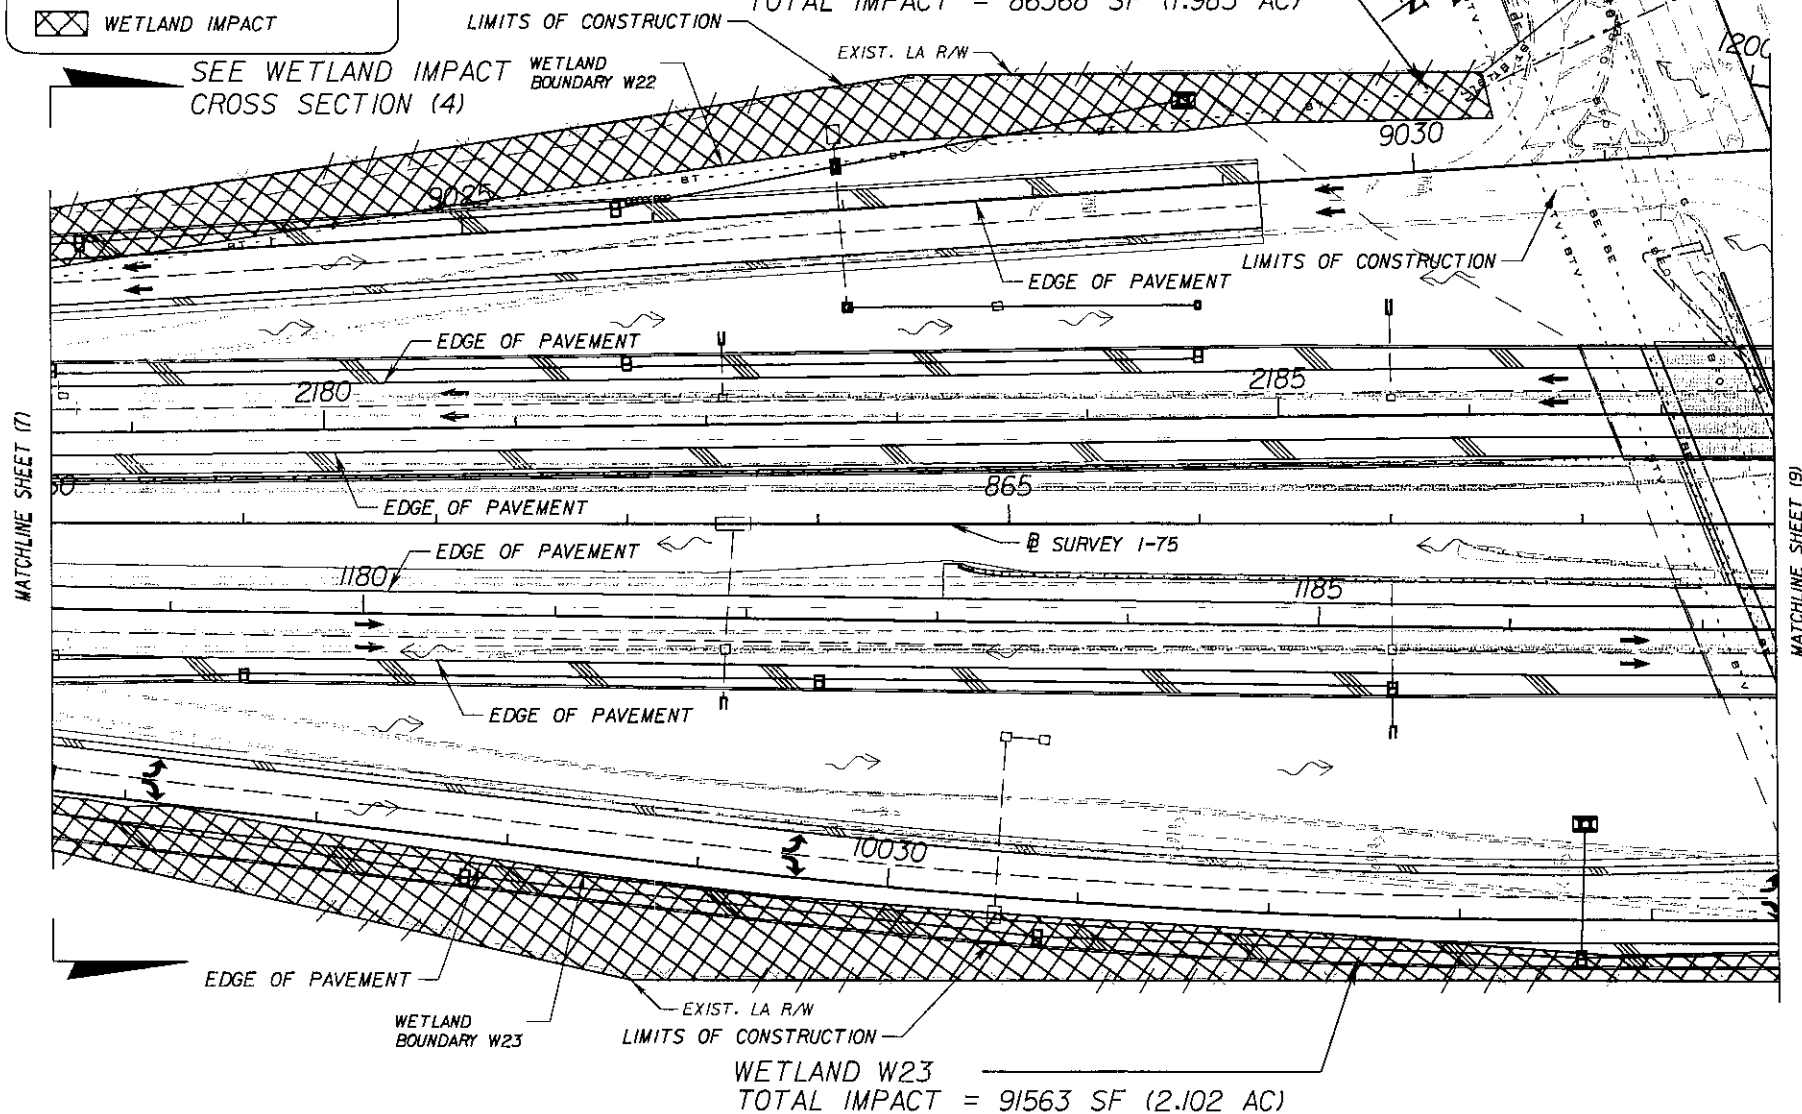 TOTAL IMPACT = 86568 SF (1.985 AC)
WETLAND IMPACT
LIMITS OF CONSTRUCTION
EXIST. LA R/W
1200
SEE WETLAND IMPACT
CROSS SECTION (4)
WETLAND
BOUNDARY W22
9030
9025
BT
BT
BT
LIMITS OF CONSTRUCTION
EDGE OF PAVEMENT
EDGE OF PAVEMENT
2180
2185
MATCHLINE SHEET (7)
MATCHLINE SHEET (9)
865
EDGE OF PAVEMENT
EDGE OF PAVEMENT
SURVEY I-75
1180
1185
EDGE OF PAVEMENT
10030
EDGE OF PAVEMENT
EXIST. LA R/W
WETLAND
BOUNDARY W23
LIMITS OF CONSTRUCTION
WETLAND W23
TOTAL IMPACT = 91563 SF (2.102 AC)